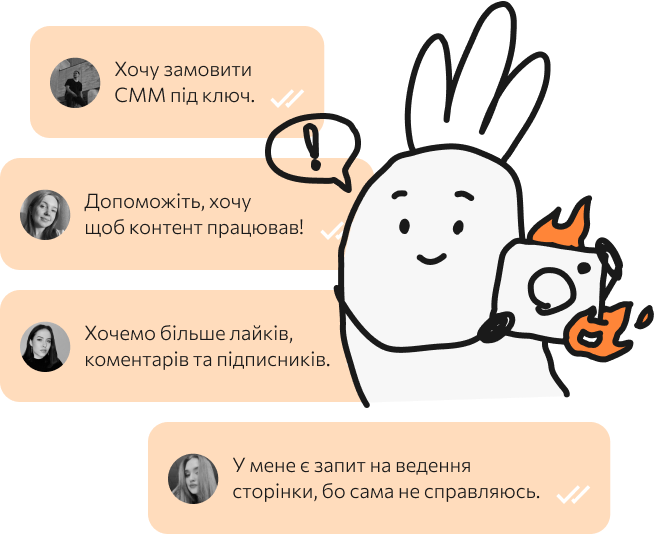 Хочу замовити
СММ під ключ.
!
Допоможіть, хочу
щоб контент працював!
Хочемо більше лайків,
коментарів та підписників.
У мене є запит на ведення
сторінки, бо сама не справляюсь.